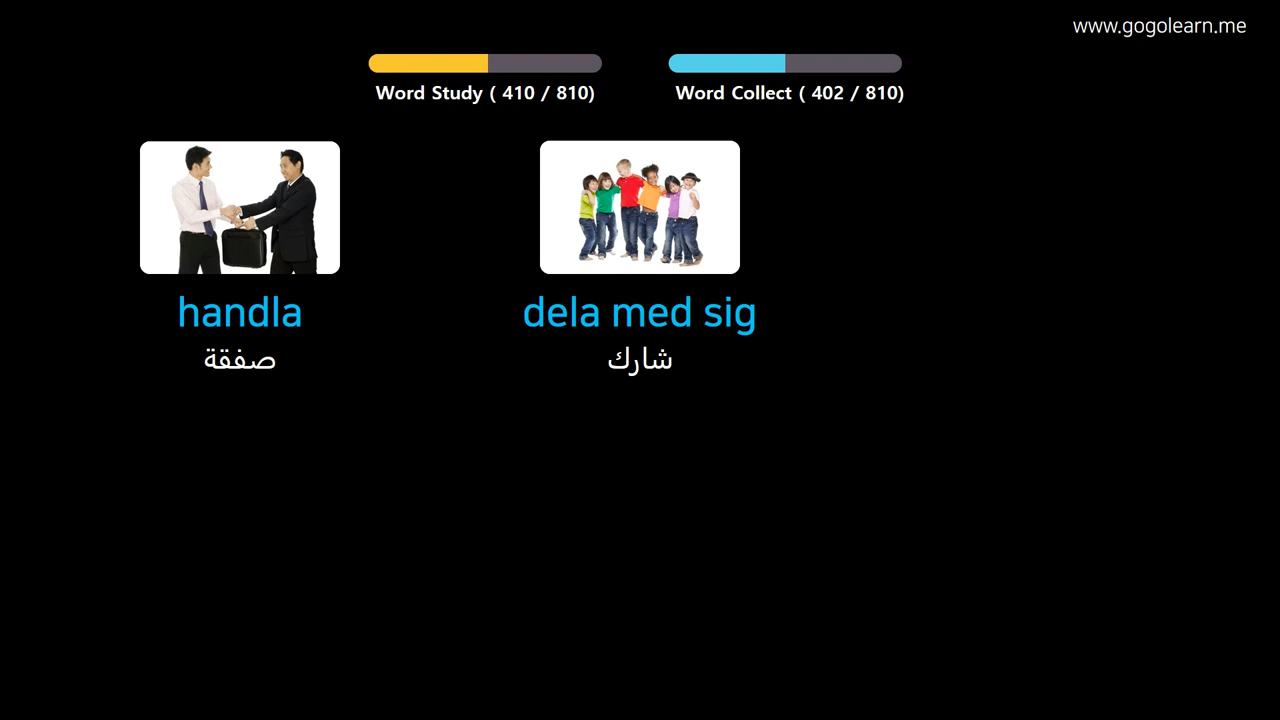 www.gogolearn.me
Word Study ( 410 / 810)
Word Collect ( 402 / 810)
handla
صفقة
dela med sig
شارك